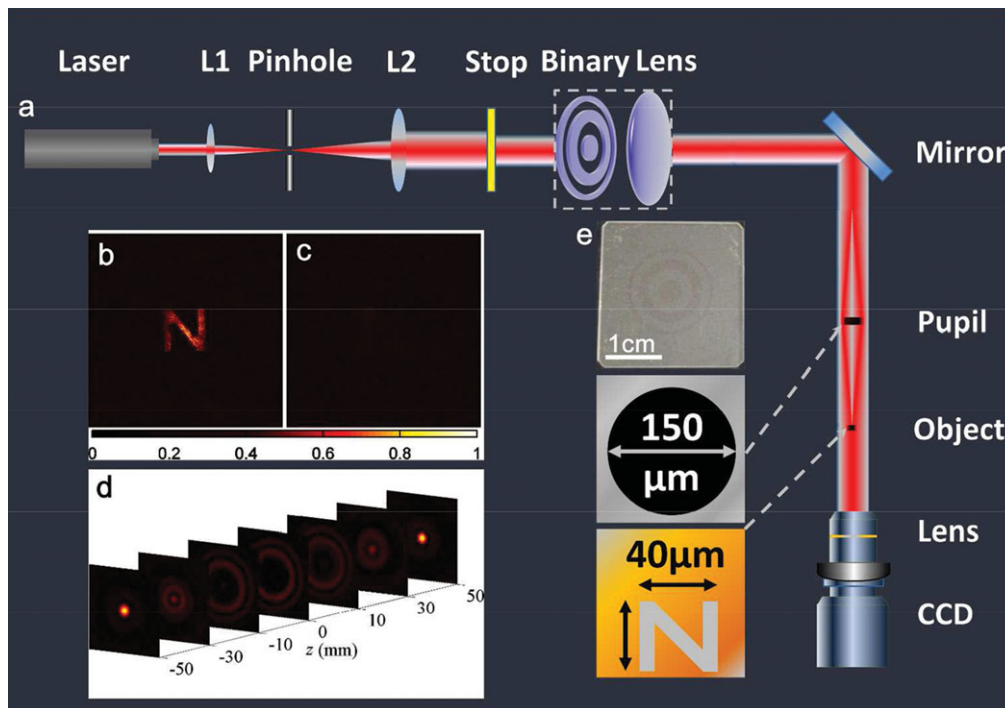 Laser
L1
Pinhole
L2
Stop
Binary
Lens
a
Mirror
b
c
e
1cm
Pupil
0
0.2
0.4
0.6
0.8
1
150
μm
Object
d
40μm
Lens
CCD
-50
-30
-10
0
10
30
50
z (mm)